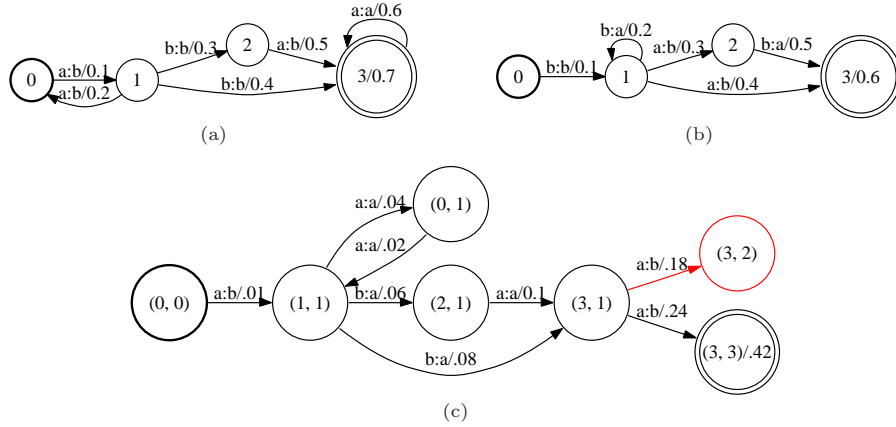 a:a/0.6
b:a/0.2
2
2
b:b/0.3
a:b/0.5
a:b/0.3
b:a/0.5
0
a:b/0.1
1
3/0.7
0
b:b/0.1
1
3/0.6
a:b/0.2
b:b/0.4
a:b/0.4
(a)
(b)
a:a/.04
(0, 1)
a:a/.02
a:b/.18
(3, 2)
(0, 0)
a:b/.01
(1, 1)
b:a/.06
(2, 1)
a:a/0.1
(3, 1)
a:b/.24
b:a/.08
(3, 3)/.42
(c)